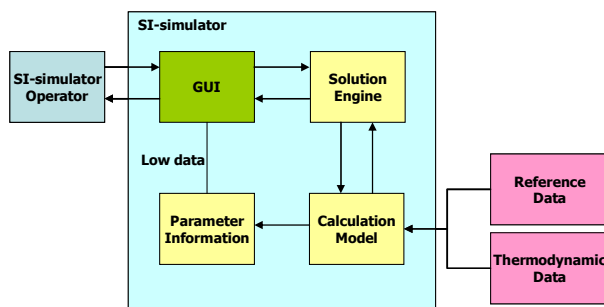 SI-simulator
SI-simulator
Operator
GUI
Solution
Engine
Low data
Parameter
Information
Calculation
Model
Reference
Data
Thermodynamic
Data